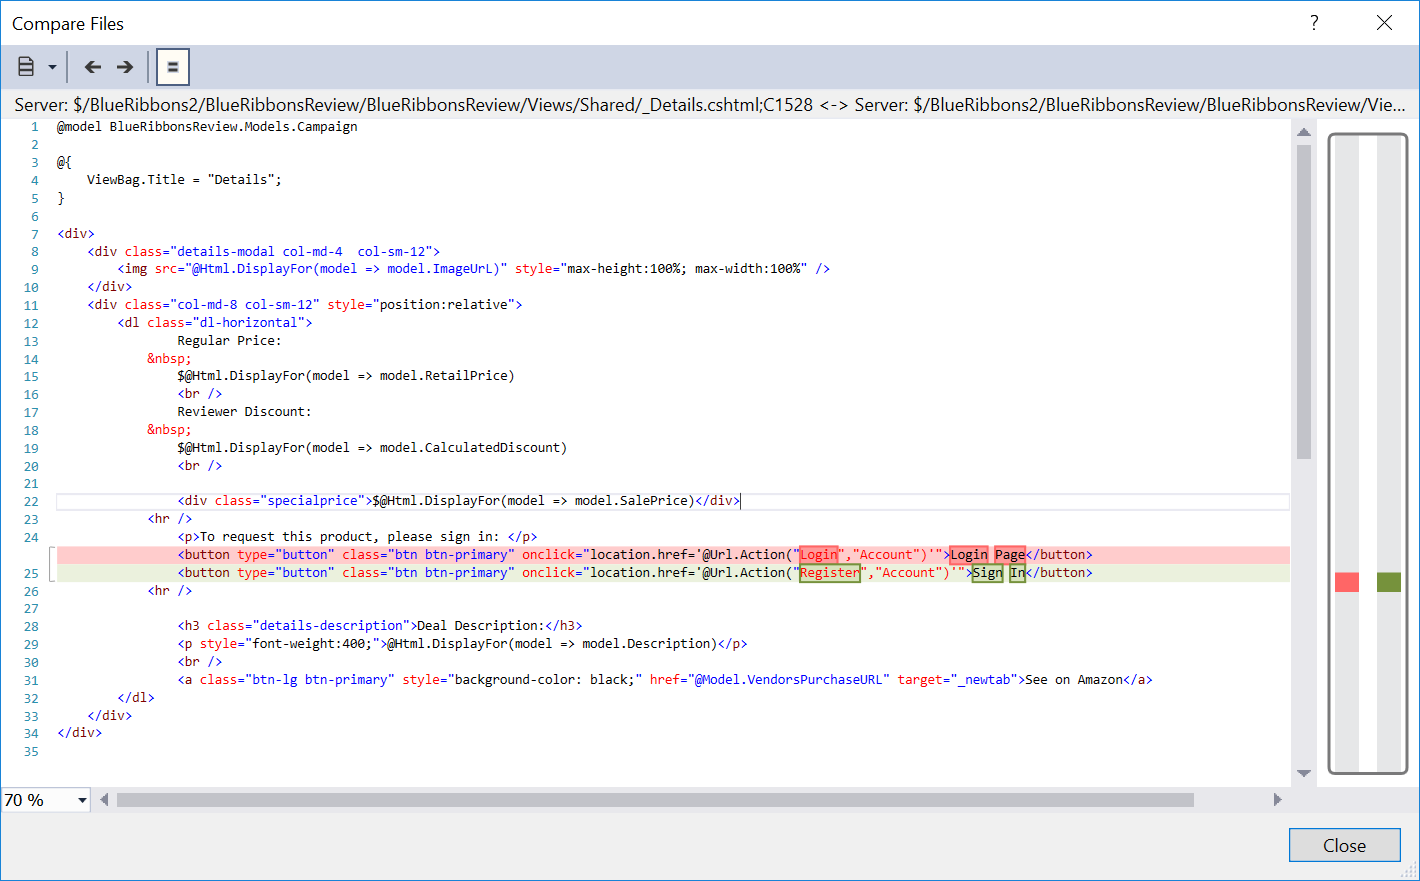 Compare Files
?
Server: $/BlueRibbons2/BlueRibbonsReview/BlueRibbonsReview/Views/Shared/_Details.cshtml;C1528 <-> Server: $/BlueRibbons2/BlueRibbonsReview/BlueRibbonsReview/Vie...
1 @model BlueRibbonsReview.Models.Campaign
2
3 @{
4 ViewBag.Title = "Details";
5 }
6
7 <div>
8 <div class="details-modal col-md-4  col-sm-12">
9 <img src="@Html.DisplayFor(model => model.ImageUrL)" style="max-height:100%; max-width:100%" />
10 </div>
11 <div class="col-md-8 col-sm-12" style="position:relative">
12 <dl class="dl-horizontal">
13 Regular Price:
14 &nbsp;
15 $@Html.DisplayFor(model => model.RetailPrice)
16 <br />
17 Reviewer Discount:
18 &nbsp;
19 $@Html.DisplayFor(model => model.CalculatedDiscount)
20 <br />
21
22 <div class="specialprice">$@Html.DisplayFor(model => model.SalePrice)</div>
23 <hr />
24 <p>To request this product, please sign in: </p>
<button type="button" class="btn btn-primary" onclick="location.href='@Url.Action("Login","Account")'">Login Page</button>
25 <button type="button" class="btn btn-primary" onclick="location.href='@Url.Action("Register","Account")'">Sign In</button>
26 <hr />
27
28 <h3 class="details-description">Deal Description:</h3>
29 <p style="font-weight:400;">@Html.DisplayFor(model => model.Description)</p>
30 <br />
31 <a class="btn-lg btn-primary" style="background-color: black;" href="@Model.VendorsPurchaseURL" target="_newtab">See on Amazon</a>
32 </dl>
33 </div>
34 </div>
35
70 %
Close